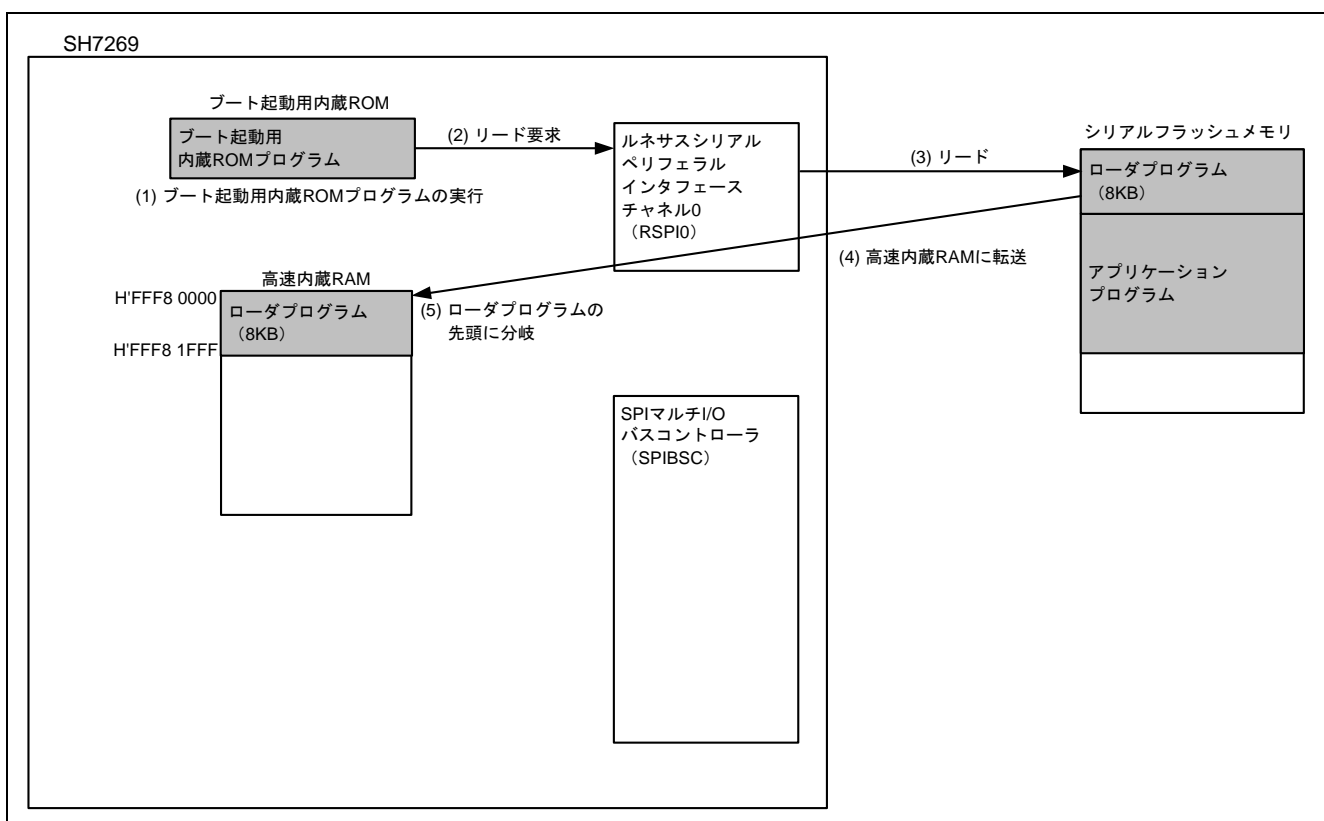 SH7269
ブート起動用内蔵ROM
ブート起動用
内蔵ROMプログラム
(1) ブート起動用内蔵ROMプログラムの実行
(2) リード要求
ルネサスシリアル
ペリフェラル
インタフェース
チャネル0
（RSPI0）
(3) リード
シリアルフラッシュメモリ
ローダプログラム
（8KB）
アプリケーション
プログラム
(4) 高速内蔵RAMに転送
高速内蔵RAM
H'FFF8 0000
ローダプログラム
（8KB）
H'FFF8 1FFF
(5) ローダプログラムの
先頭に分岐
SPIマルチI/O
バスコントローラ
（SPIBSC）